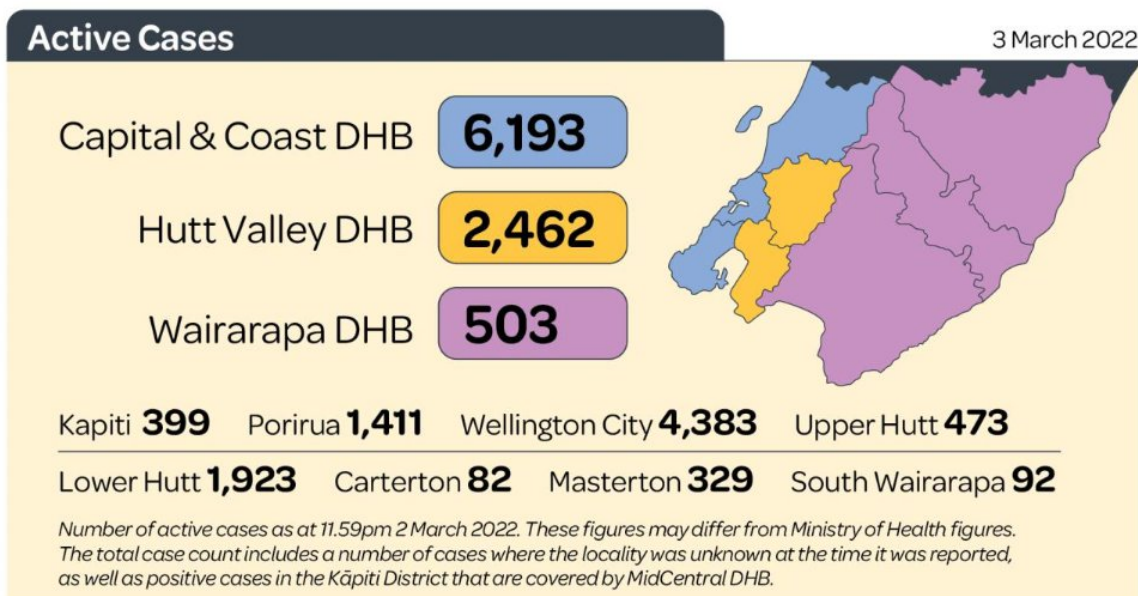 Active Cases
3 March 2022
Capital & Coast DHB 6,193
Hutt Valley DHB 2,462
Wairarapa DHB 503
Kapiti 399 Porirua 1,411 Wellington City 4,383 Upper Hutt 473
Lower Hutt 1,923 Carterton 82 Masterton 329 South Wairarapa 92
Number of active cases as at 11.59pm 2 March 2022. These figures may differ from Ministry of Health figures.
The total case count includes a number of cases where the locality was unknown at the time it was reported,
as well as positive cases in the Kāpiti District that are covered by MidCentral DHB.